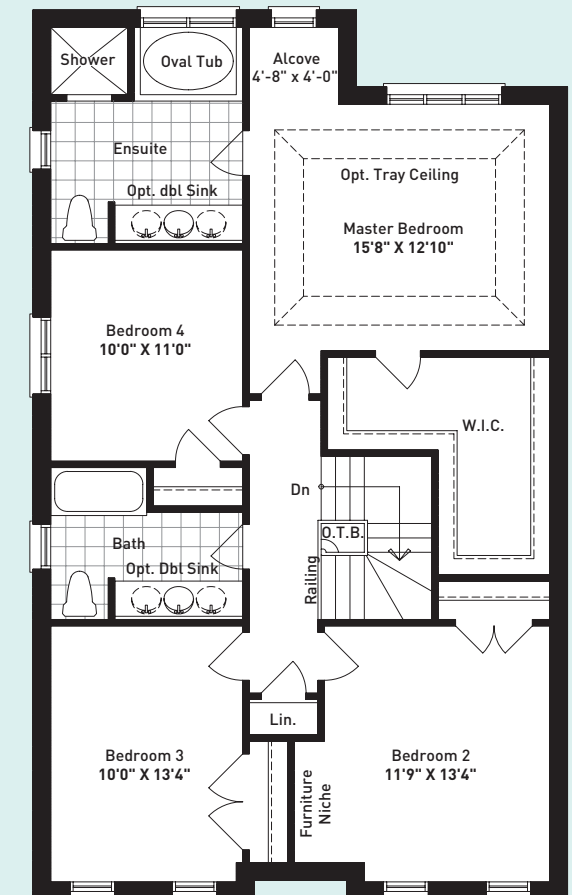 Shower
Oval Tub
Alcove
4'-8" x 4'-0"
Ensuite
Opt. dbl Sink
Opt. Tray Ceiling
Master Bedroom
15'8" X 12'10"
Bedroom 4
10'0" X 11'0"
W.I.C.
Dn
O.T.B.
Railing
Bath
Opt. Dbl Sink
Lin.
Bedroom 3
10'0" X 13'4"
Furniture
Niche
Bedroom 2
11'9" X 13'4"